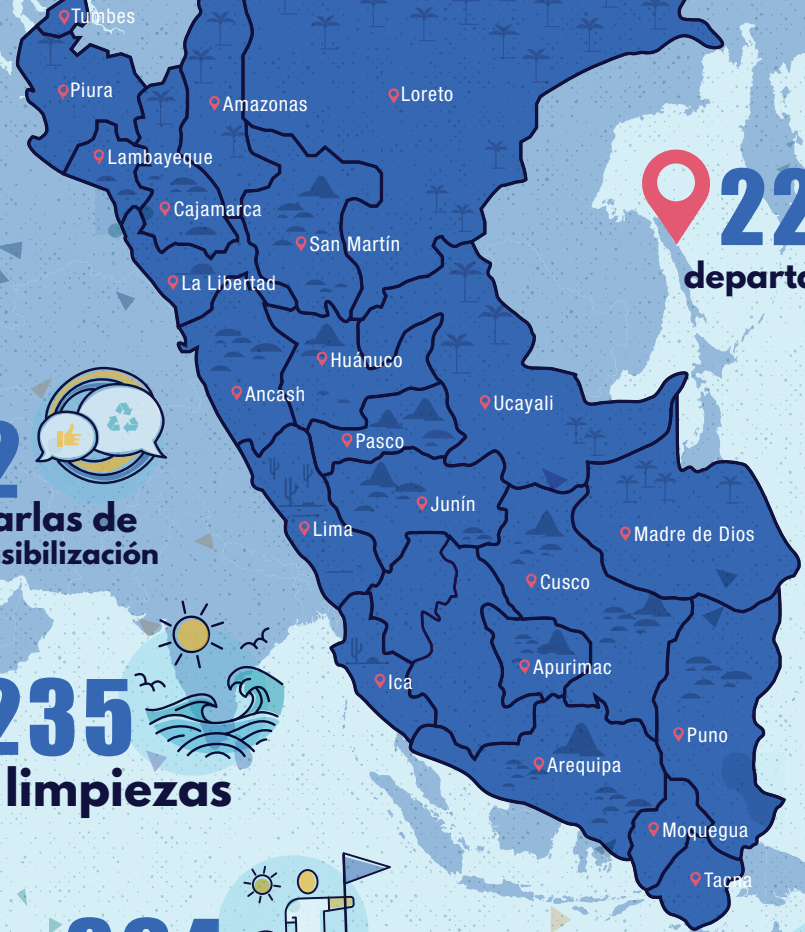 Tumbes
Piura
Amazonas
Loreto
Lambayeque
Cajamarca
San Martín
La Libertad
22
departa
Huánuco
Ancash
Ucayali
Pasco
2
arlas de
sibilización
Junín
Lima
Madre de Dios
Cusco
Apurimac
Ica
235
limpiezas
Puno
Arequipa
Moquegua
Tacna